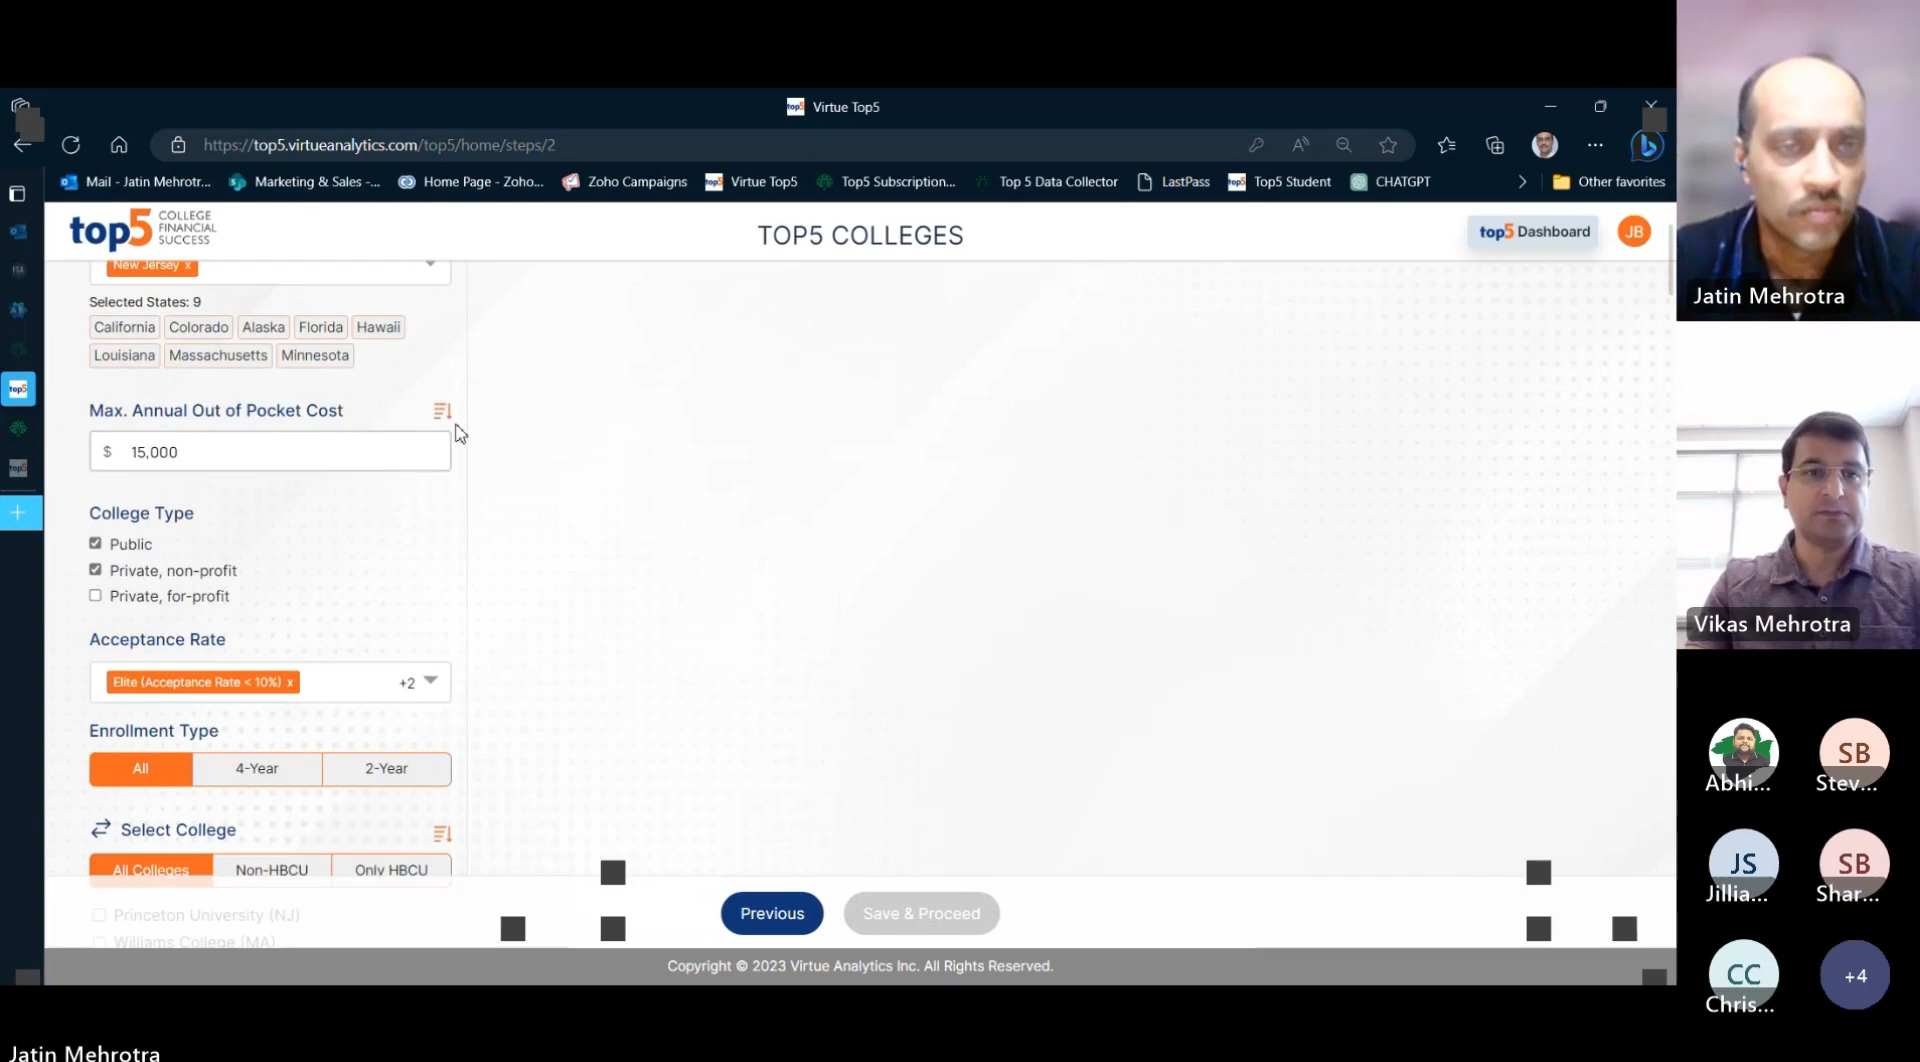 Virtue Top5
https://top5.virtueanalytics.com/top5/home/steps/2
Mail - Jatin Mehrotr...
Marketing & Sales -...
Home Page - Zoho...
Zoho Campaigns
Virtue Top5
Top5 Subscription...
Top 5 Data Collector
LastPass
Top5 Student
CHATGPT
Other favorites
top5 COLLEGE FINANCIAL SUCCESS
TOP5 COLLEGES
top5 Dashboard
JB
New Jersey x
Selected States: 9
California Colorado Alaska Florida Hawaii
Louisiana Massachusetts Minnesota
Max. Annual Out of Pocket Cost
$ 15,000
College Type
Public
Private, non-profit
Private, for-profit
Acceptance Rate
Elite (Acceptance Rate < 10%) x +2
Enrollment Type
All 4-Year 2-Year
Select College
All Colleges Non-HBCU Only HBCU
Princeton University (NJ)
Williams College (MA)
Previous
Save & Proceed
Copyright © 2023 Virtue Analytics Inc. All Rights Reserved.
Jatin Mehrotra
Vikas Mehrotra
Abhi...
SB
Stev...
JS
Jillia...
SB
Shar...
CC
Chris...
+4
Jatin Mehrotra